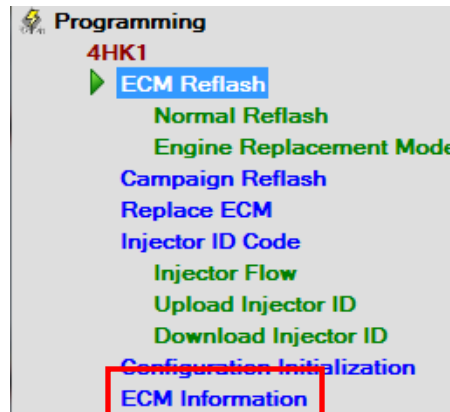 Programming
4HK1
ECM Reflash
Normal Reflash
Engine Replacement Mode
Campaign Reflash
Replace ECM
Injector ID Code
Injector Flow
Upload Injector ID
Download Injector ID
Configuration Initialization
ECM Information